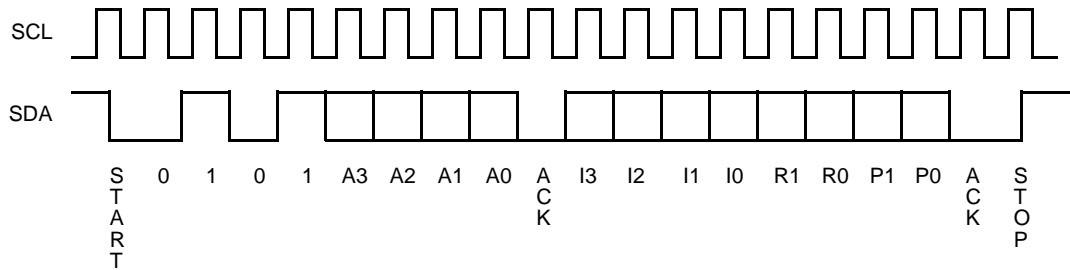 SCL
SDA
START 0 1 0 1 A3 A2 A1 A0 ACK I3 I2 I1 I0 R1 R0 P1 P0 ACK STOP